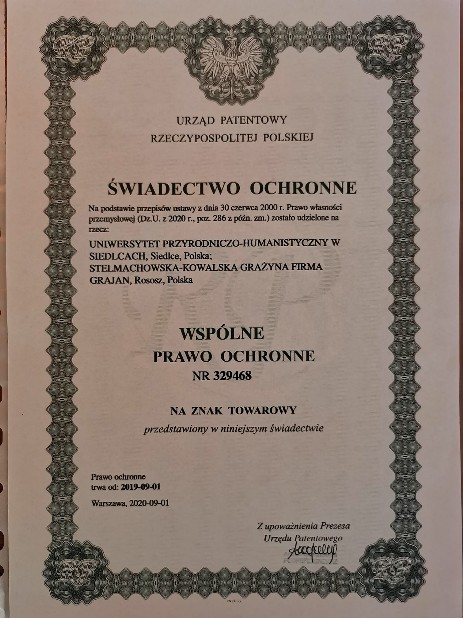 URZĄD PATENTOWY
RZECZYPOSPOLITEJ POLSKIEJ
ŚWIADECTWO OCHRONNE
Na podstawie przepisów ustawy z dnia 30 czerwca 2000 r. Prawo własności
przemysłowej (Dz.U. z 2020 r., poz. 286 z późn. zm.) zostało udzielone na
rzecz:
UNIWERSYTET PRZYRODNICZO-HUMANISTYCZNY W
SIEDLCACH, Siedlce, Polska;
STELMACHOWSKA-KOWALSKA GRAŻYNA FIRMA
GRAJAN, Rososz, Polska
RP
WSPÓLNE
PRAWO OCHRONNE
NR 329468
NA ZNAK TOWAROWY
przedstawiony w niniejszym świadectwie
Prawo ochronne
trwa od: 2019-09-01
Warszawa, 2020-09-01
Z upoważnienia Prezesa
Urzędu Patentowego